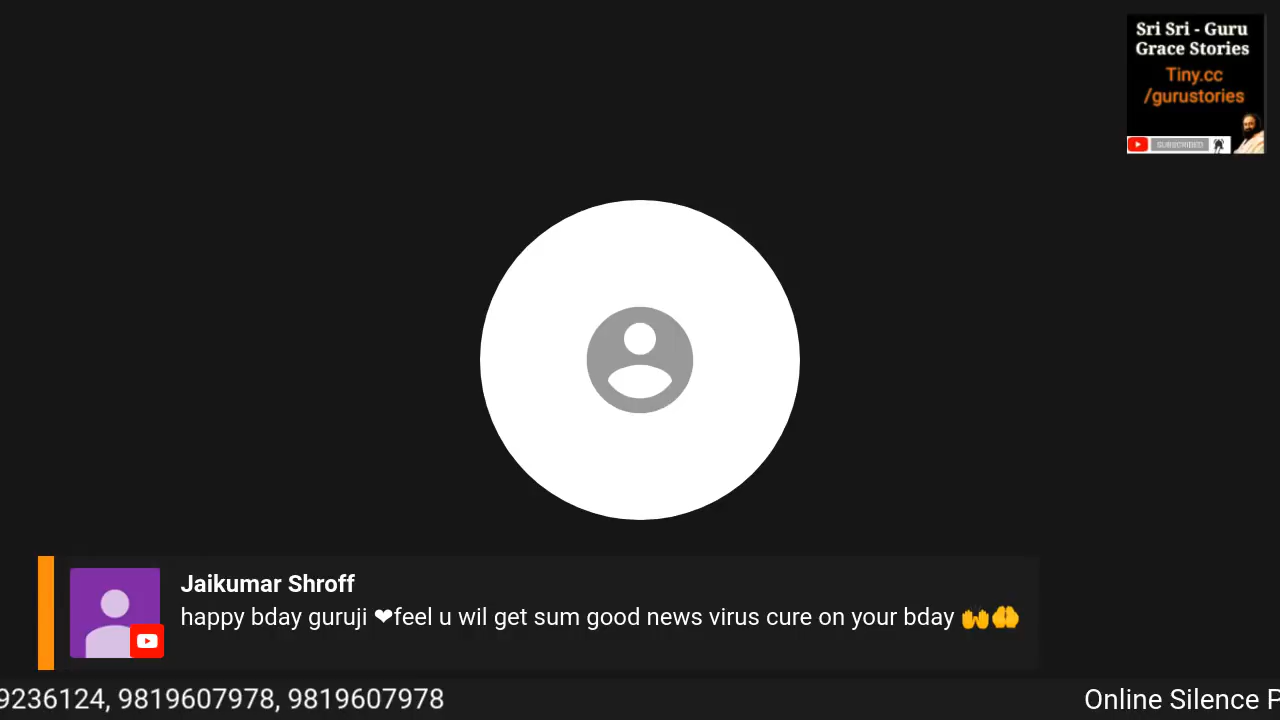 Sri Sri - Guru
Grace Stories
Tiny.cc
/gurustories
SUBSCRIBED
Jaikumar Shroff
happy bday guruji ❤feel u wil get sum good news virus cure on your bday 🙌🤲
9236124, 9819607978, 9819607978
Online Silence P